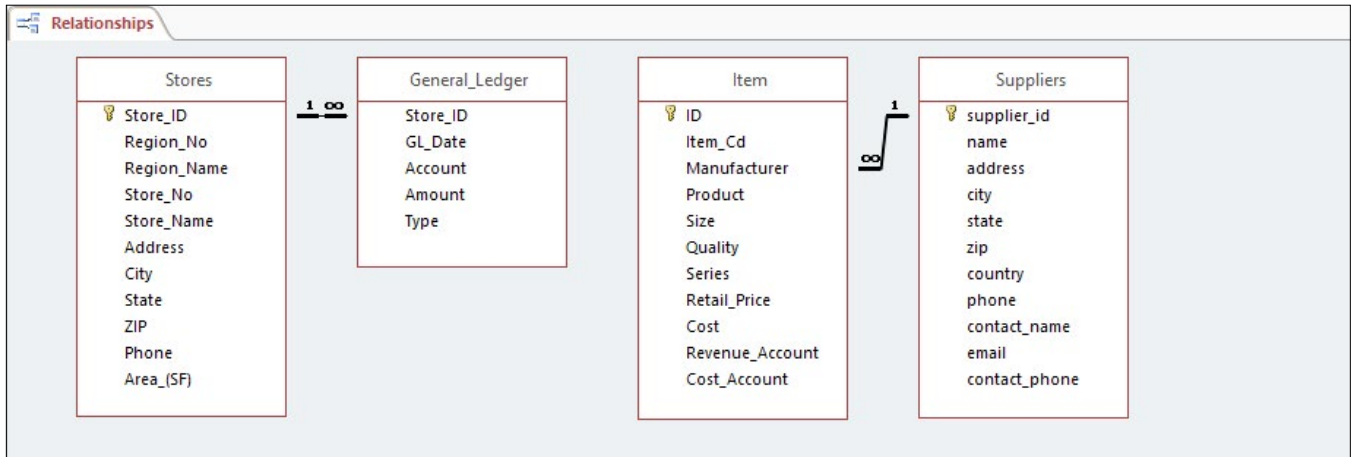 Relationships
Stores
Store_ID
Region_No
Region_Name
Store_No
Store_Name
Address
City
State
ZIP
Phone
Area_(SF)
1 ∞
General_Ledger
Store_ID
GL_Date
Account
Amount
Type
Item
ID
Item_Cd
Manufacturer
Product
Size
Quality
Series
Retail_Price
Cost
Revenue_Account
Cost_Account
1
∞
Suppliers
supplier_id
name
address
city
state
zip
country
phone
contact_name
email
contact_phone